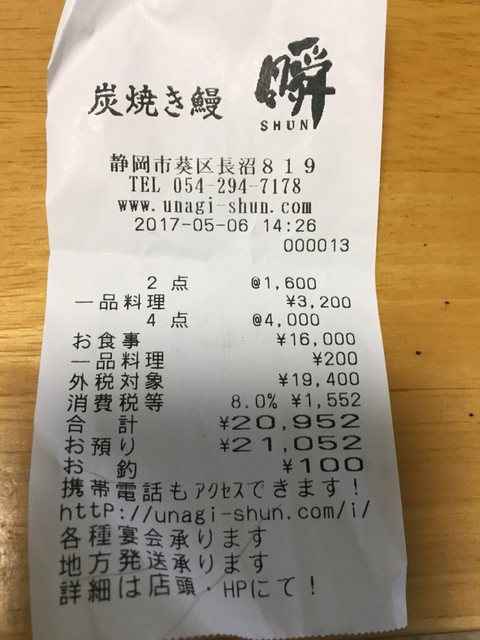 炭焼き鰻 瞬
SHUN
静岡市葵区長沼819
TEL 054-294-7178
www.unagi-shun.com
2017-05-06 14:26
000013
2点 @1,600
一品料理 ¥3,200
4点 @4,000
お食事 ¥16,000
一品料理 ¥200
外税対象 ¥19,400
消費税等 8.0% ¥1,552
合計 ¥20,952
お預り ¥21,052
お釣 ¥100
携帯電話もアクセスできます!
httP://unagi-shun.com/i/
各種宴会承ります
地方発送承ります
詳細は店頭・HPにて!